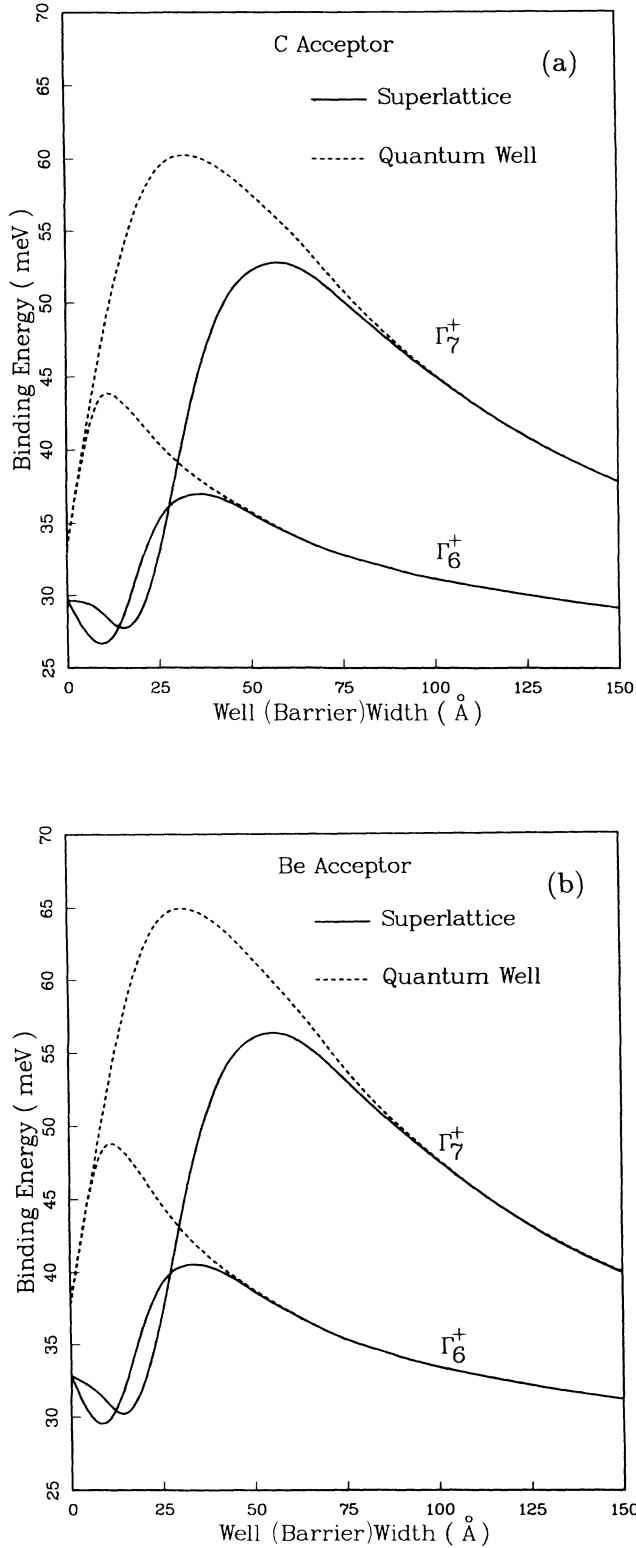 70
C Acceptor
(a)
65
Superlattice
60
Quantum Well
55
50
Γ7+
45
40
35
Γ6+
30
25
Binding Energy ( meV)
0 25 50 75 100 125 150
Well (Barrier)Width ( Å)
70
Be Acceptor
(b)
65
Superlattice
60
Quantum Well
55
50
Γ7+
45
40
35
Γ6+
30
25
Binding Energy ( meV)
0 25 50 75 100 125 150
Well (Barrier)Width ( Å)